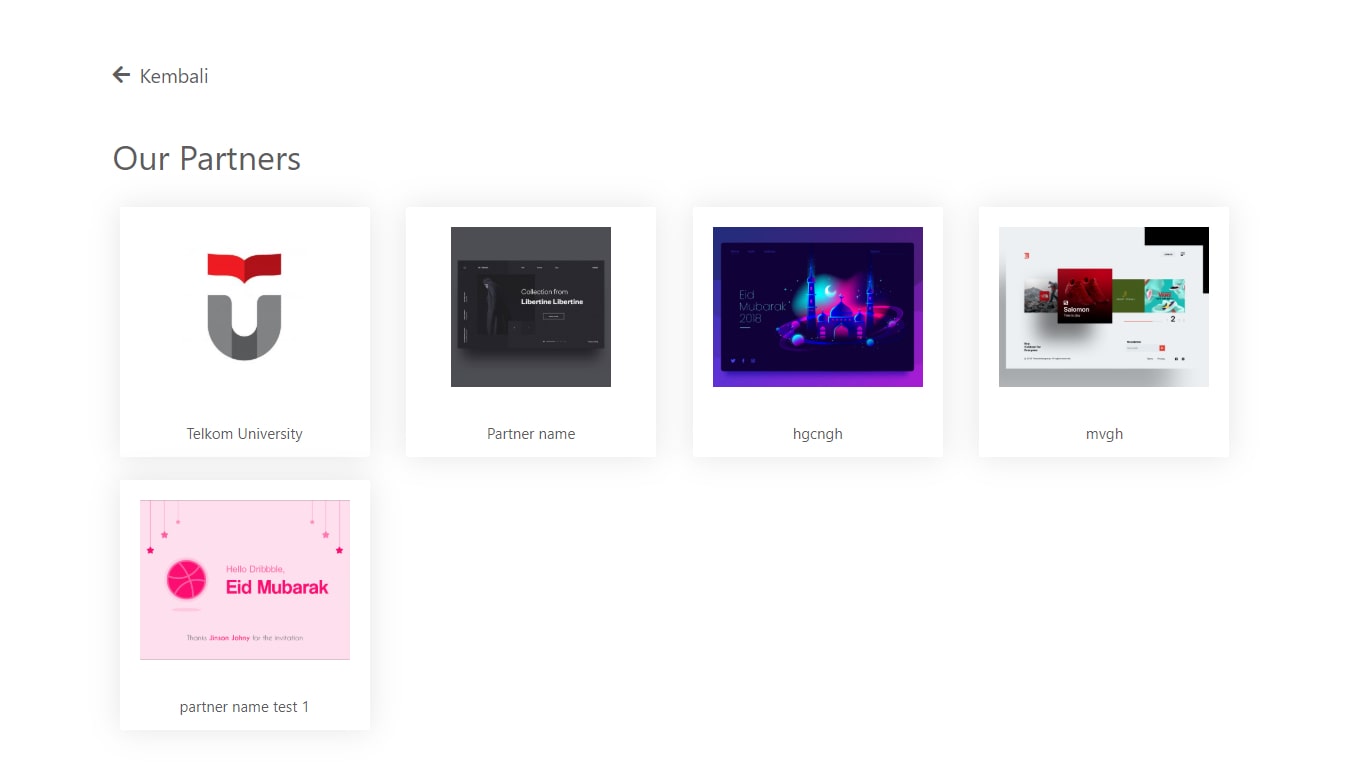 Kembali
Our Partners
Collection from
Libertine Libertine
Telkom University
Partner name
Eid
Mubarak
2018
hgcngh
Salomon
2
mvgh
Hello Dribbble,
Eid Mubarak
Thanks Jinson Johny for the invitation
partner name test 1